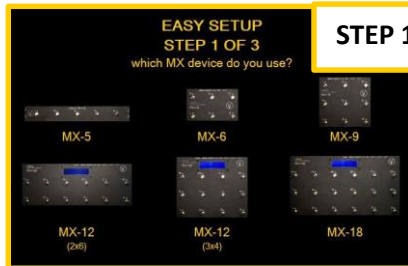 EASY SETUP
STEP 1 OF 3
which MX device do you use?
STEP 1
MX-5
MX-6
MX-9
MX-12
(2x6)
MX-12
(3x4)
MX-18